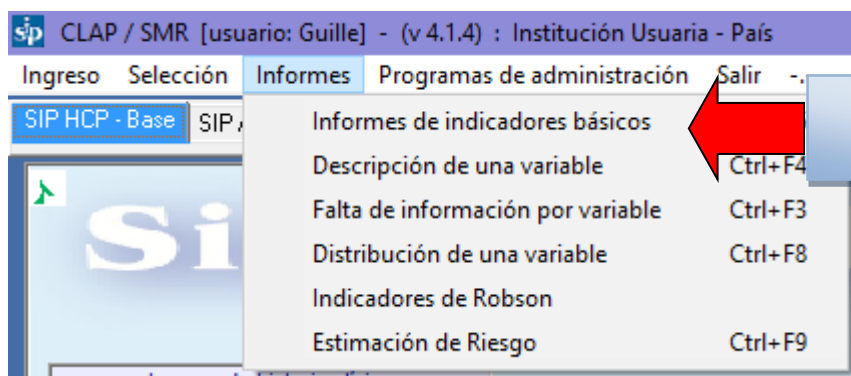 sip CLAP / SMR [usuario: Guille] - (v 4.1.4) : Institución Usuaria - País
Ingreso Selección Informes Programas de administración Salir -.
SIP HCP - Base SIP
Informes de indicadores básicos
Descripción de una variable Ctrl+F4
Falta de información por variable Ctrl+F3
Distribución de una variable Ctrl+F8
Indicadores de Robson
Estimación de Riesgo Ctrl+F9
Si